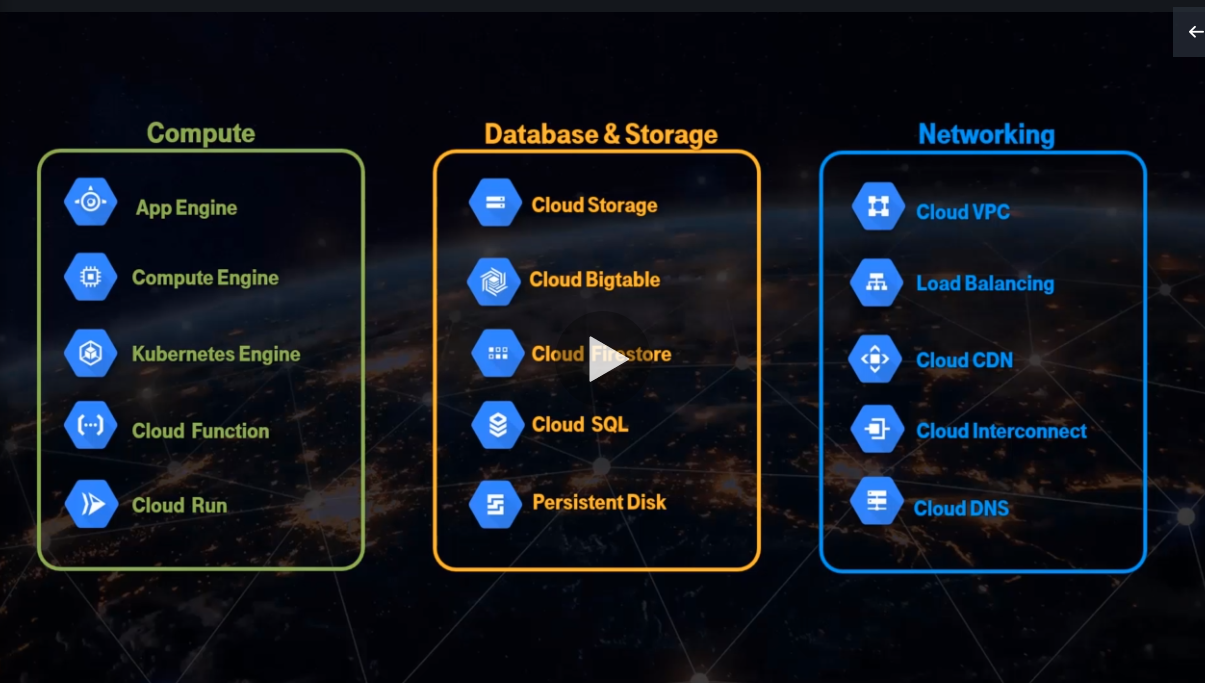 Compute
App Engine
Compute Engine
Kubernetes Engine
Cloud Function
Cloud Run
Database & Storage
Cloud Storage
Cloud Bigtable
Cloud Firestore
Cloud SQL
Persistent Disk
Networking
Cloud VPC
Load Balancing
Cloud CDN
Cloud Interconnect
Cloud DNS